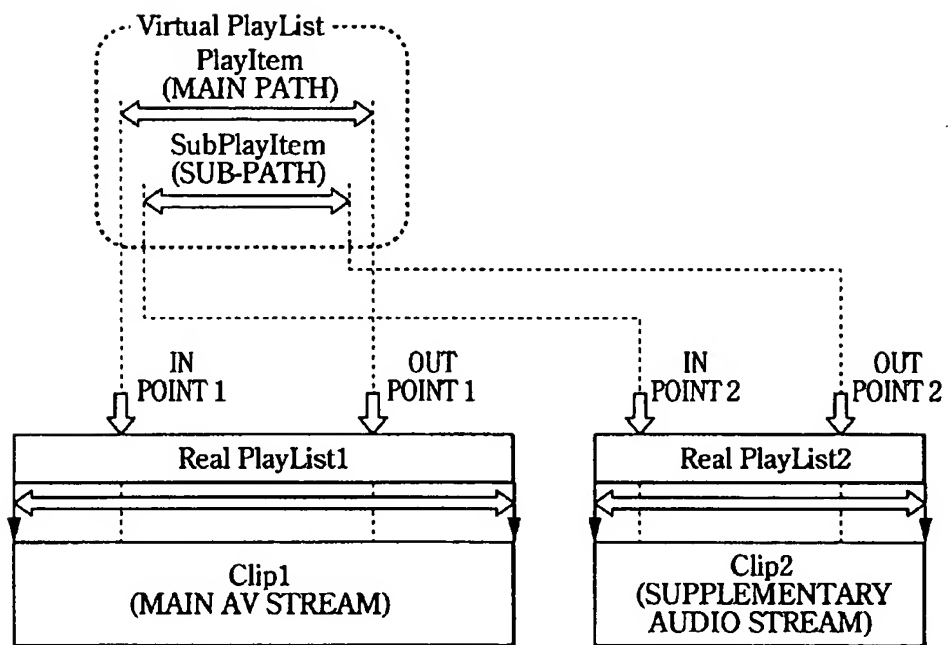 Virtual PlayList
PlayItem
(MAIN PATH)
SubPlayItem
(SUB-PATH)
IN
POINT 1
OUT
POINT 1
IN
POINT 2
OUT
POINT 2
Real PlayList1
Real PlayList2
Clip1
(MAIN AV STREAM)
Clip2
(SUPPLEMENTARY
AUDIO STREAM)